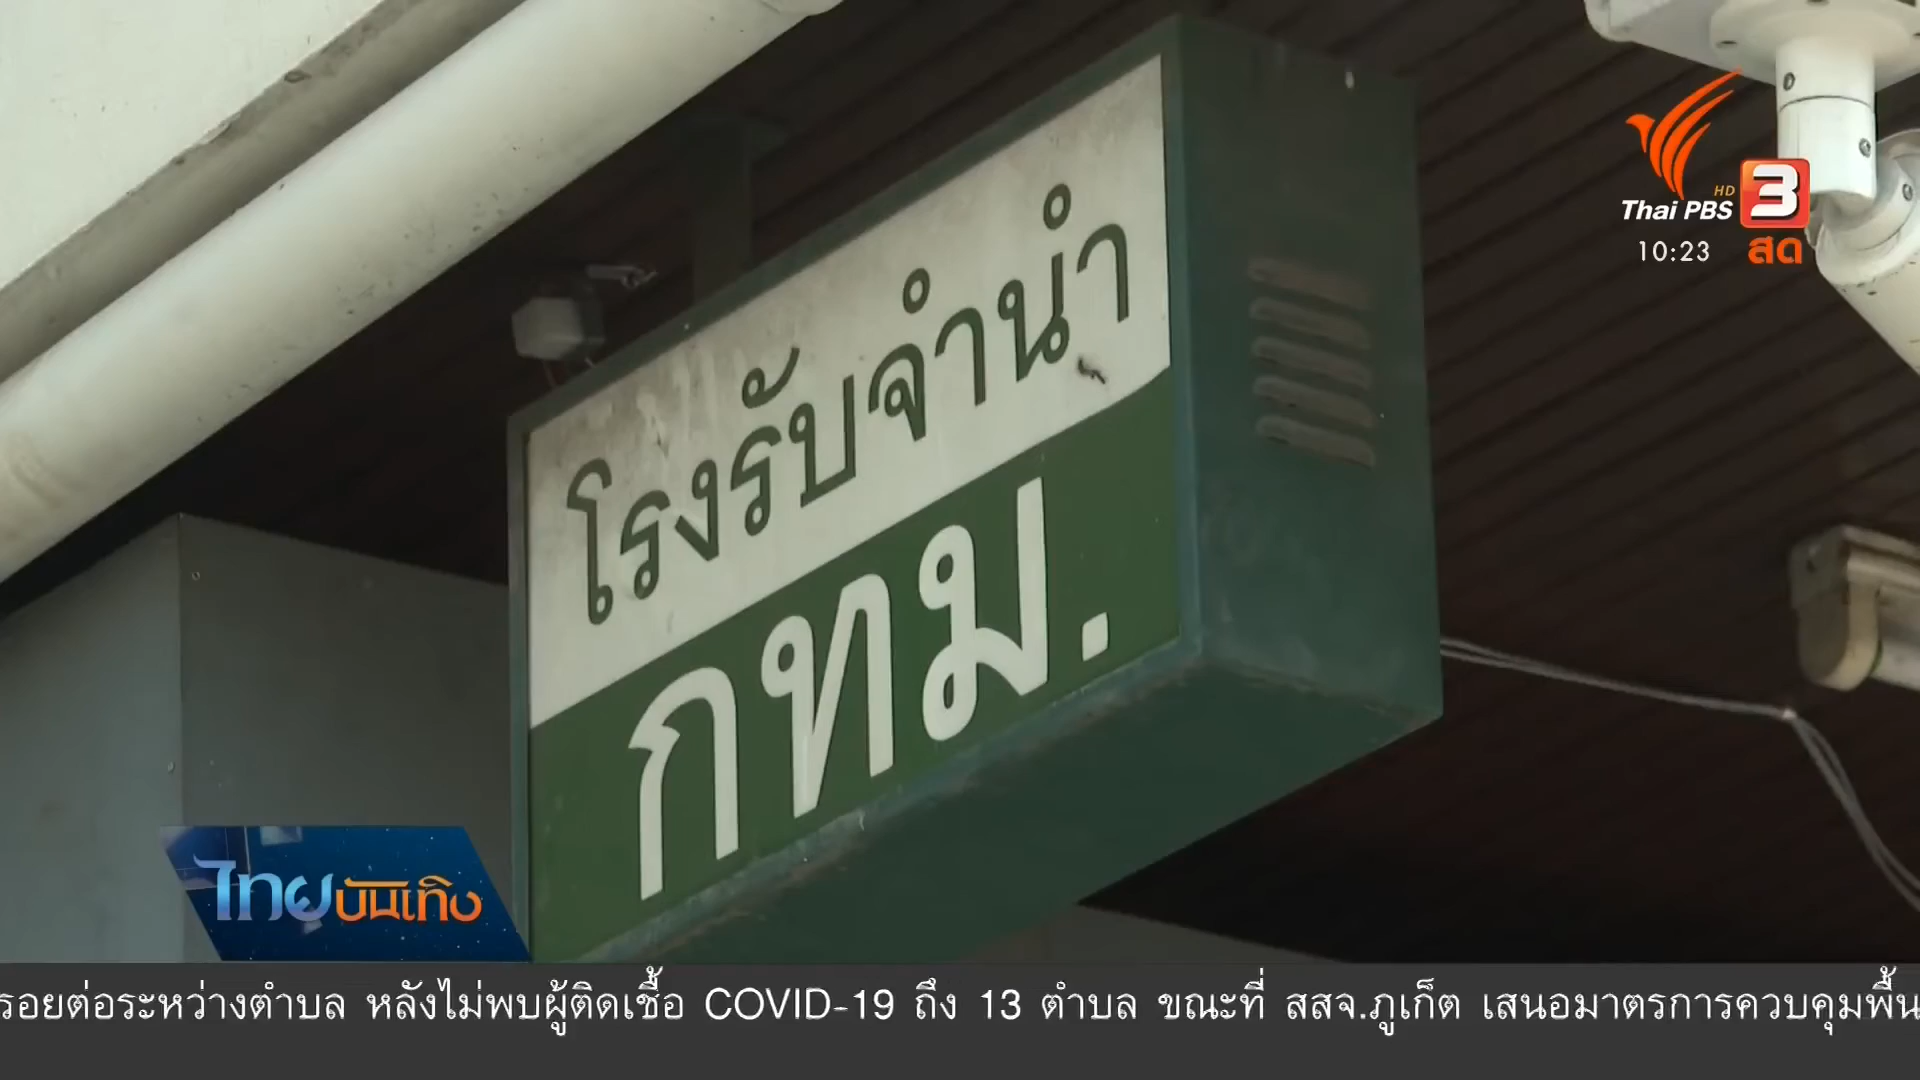 โรงรับจำนำ
กทม.
HD
Thai PBS 3
10:23 สด
ไทยบันเทิง
รอยต่อระหว่างตำบล หลังไม่พบผู้ติดเชื้อ COVID-19 ถึง 13 ตำบล ขณะที่ สสจ.ภูเก็ต เสนอมาตรการควบคุมพื้น